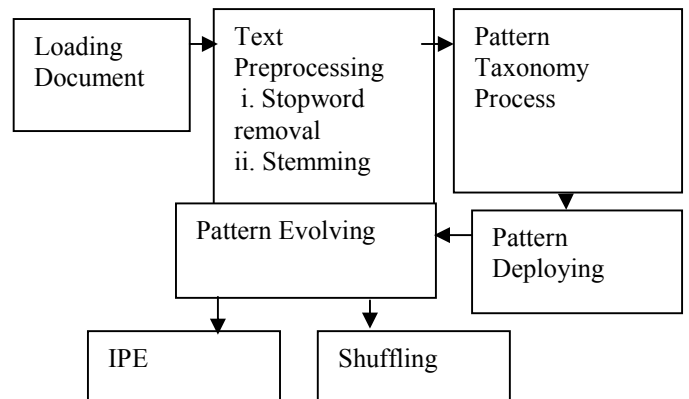 Loading
Document
Text
Preprocessing
i. Stopword
removal
ii. Stemming
Pattern
Taxonomy
Process
Pattern Evolving
Pattern
Deploying
IPE
Shuffling